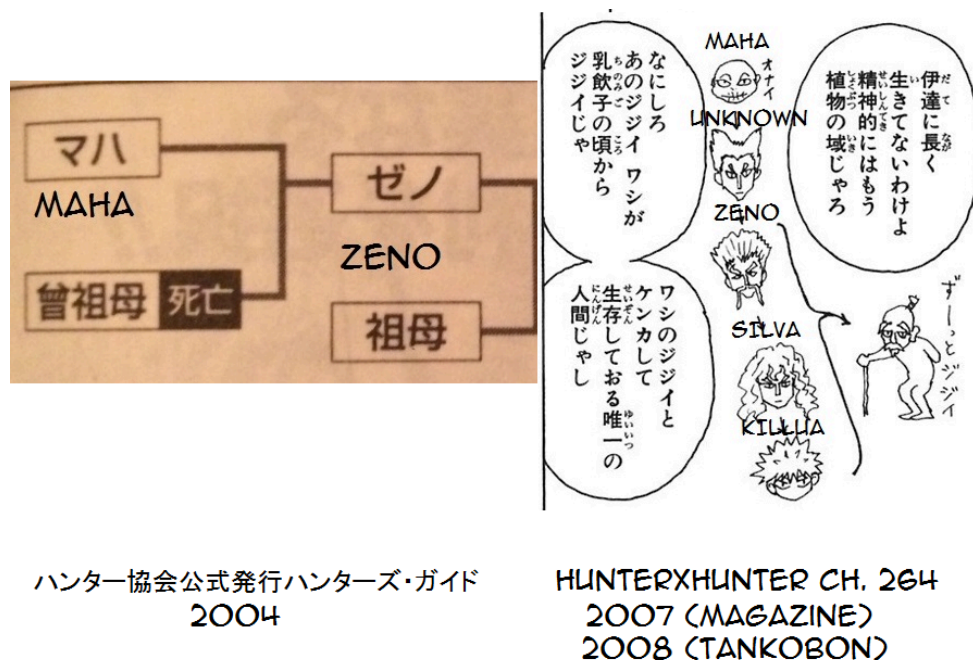 マハ
MAHA
曾祖母 死亡
ゼノ
ZENO
祖母
伊達に長く
生きてないわけよ
精神的にはもう
植物の域じゃろ
MAHA
オナイ
UNKNOWN
ZENO
SILVA
KILLUA
ずーっとジジイ
なにしろ
あのジジイ ワシが
乳飲子の頃から
ジジイじゃ
ワシのジジイと
ケンカして
生存しておる唯一の
人間じゃし
ハンター協会公式発行ハンターズ・ガイド
2004
HUNTERXHUNTER CH. 264
2007 (MAGAZINE)
2008 (TANKOBON)